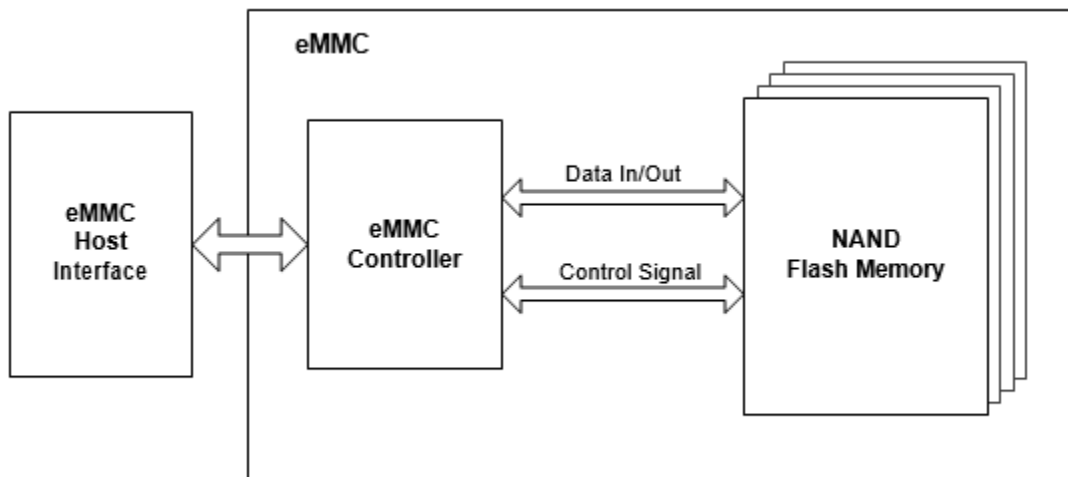 eMMC
eMMC
Host
Interface
eMMC
Controller
Data In/Out
Control Signal
NAND
Flash Memory